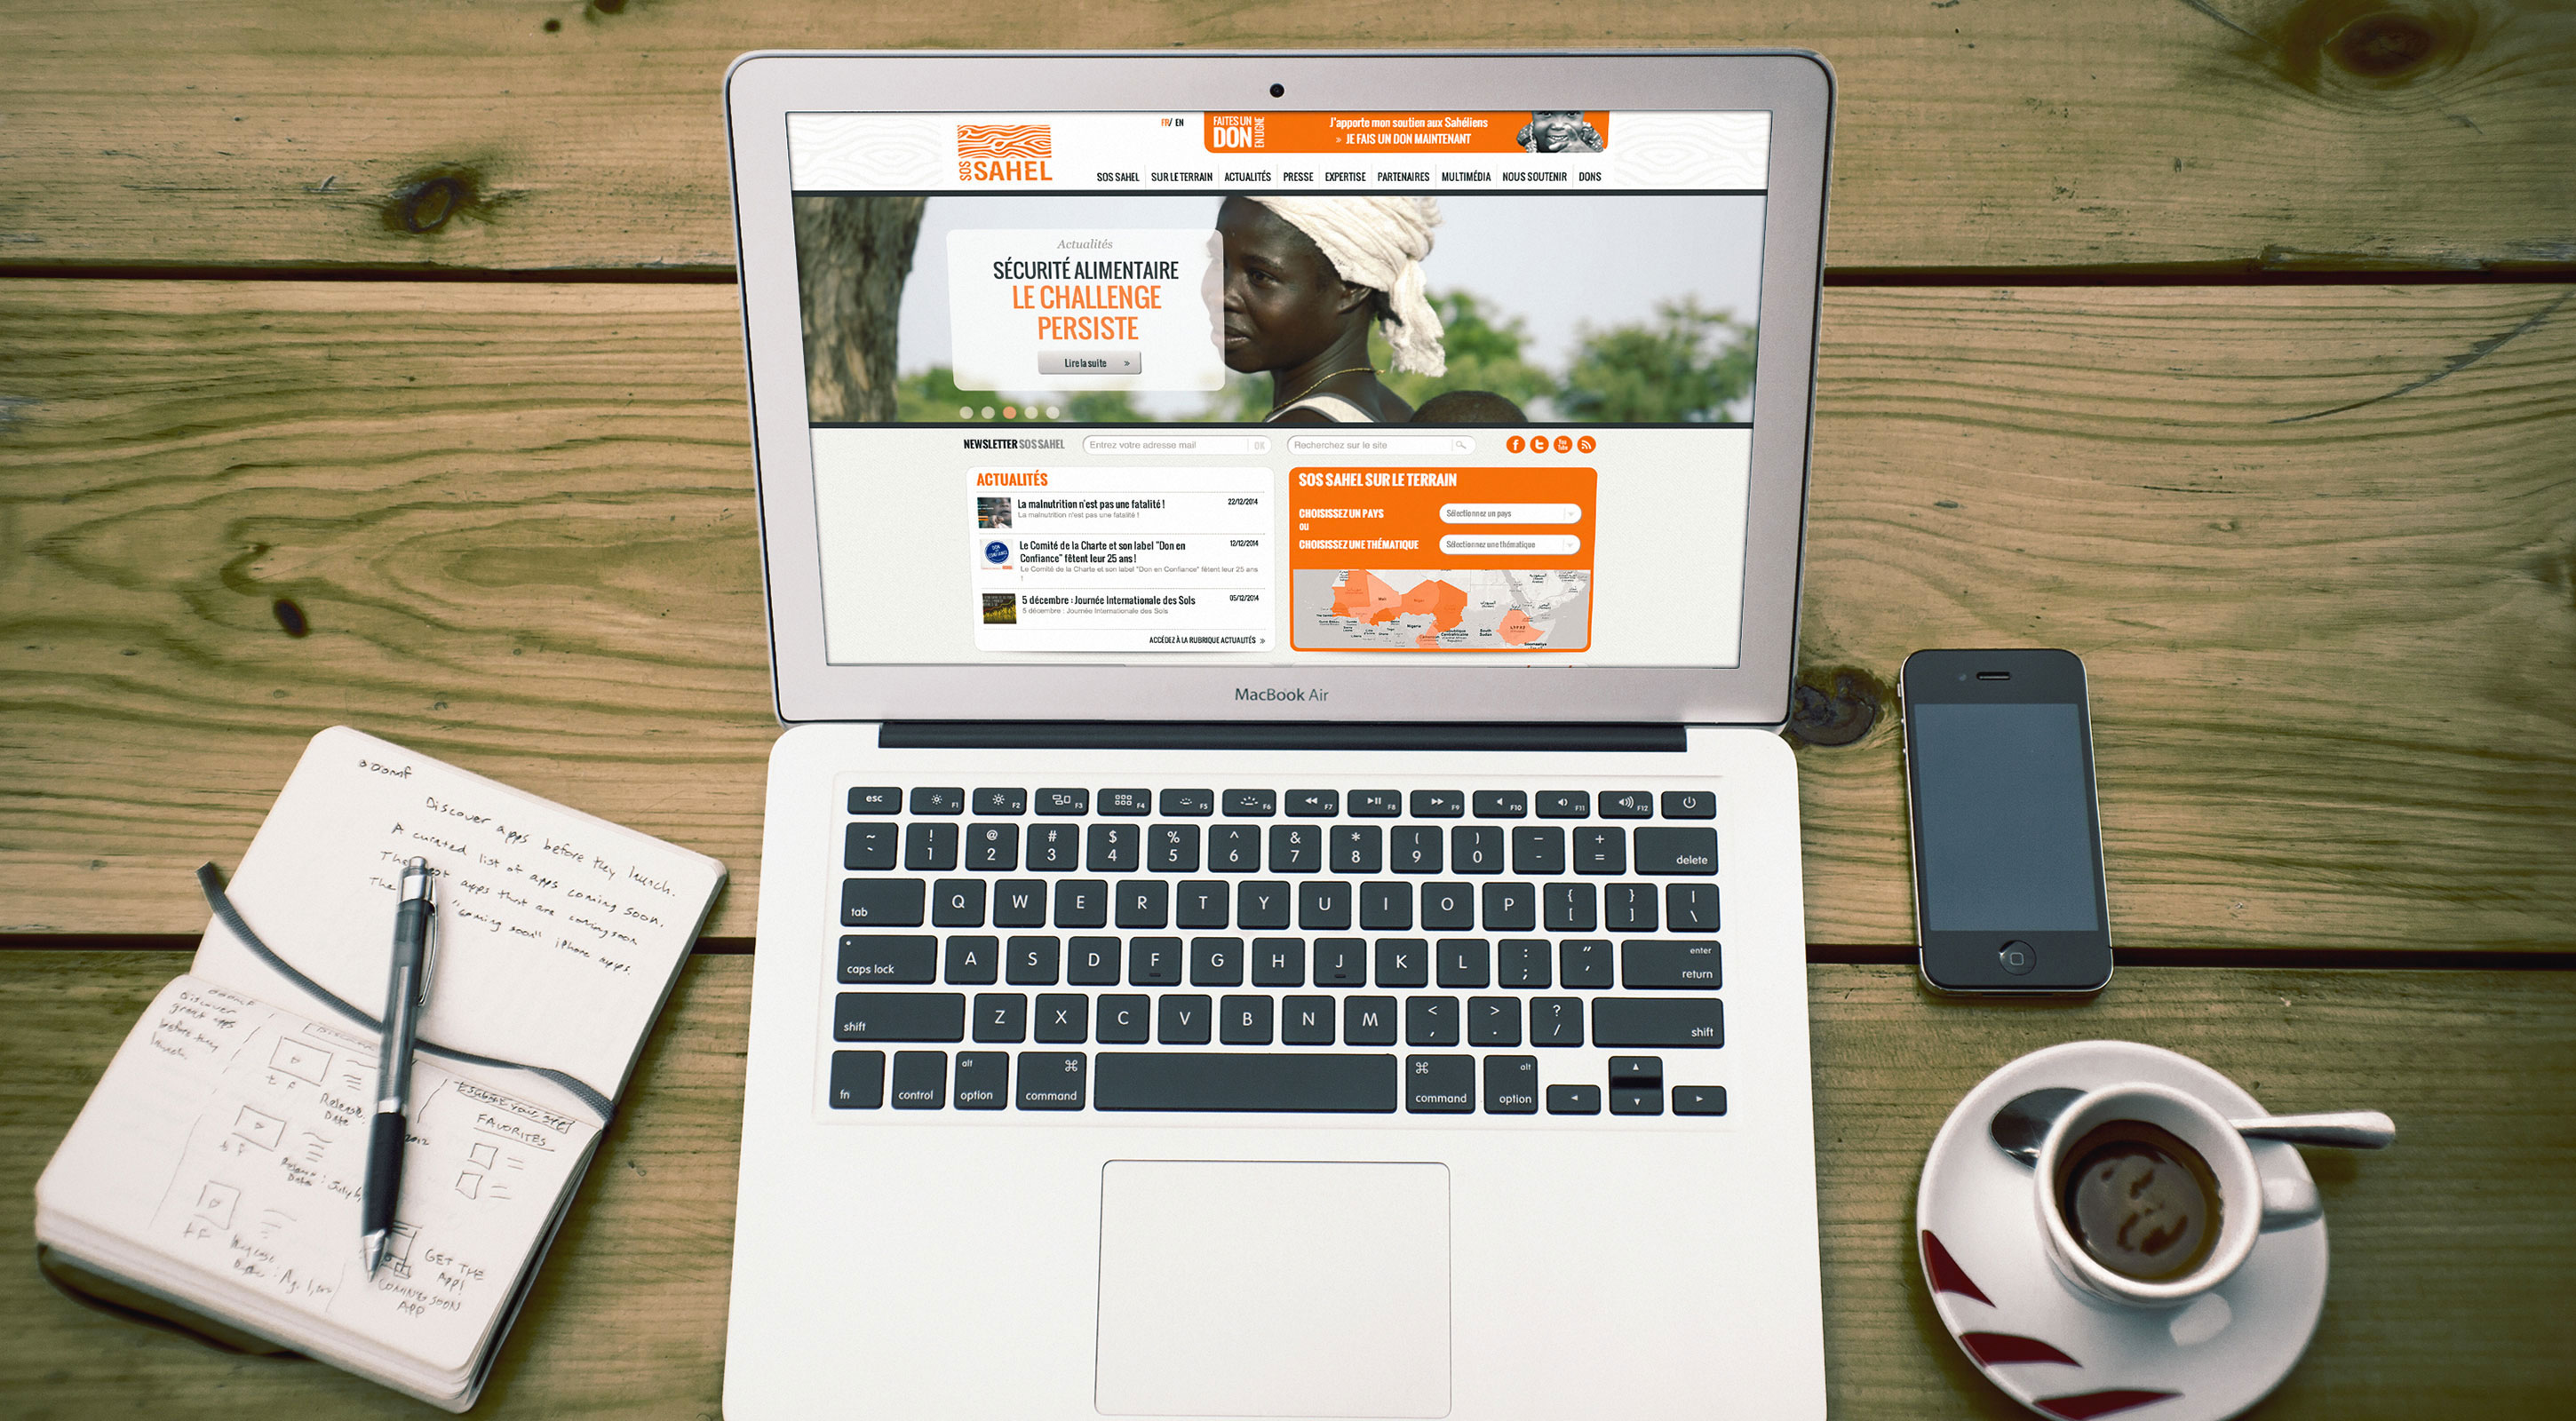 FR/ EN
FAITES UN
DON
EN LIGNE
J'apporte mon soutien aux Sahéliens
» JE FAIS UN DON MAINTENANT
SOS SAHEL
SOS SAHEL SUR LE TERRAIN ACTUALITÉS PRESSE EXPERTISE PARTENAIRES MULTIMÉDIA NOUS SOUTENIR DONS
Actualités
SÉCURITÉ ALIMENTAIRE
LE CHALLENGE
PERSISTE
Lire la suite »
NEWSLETTER SOS SAHEL Entrez votre adresse mail OK Recherchez sur le site
You Tube
ACTUALITÉS
La malnutrition n'est pas une fatalité ! 22/12/2014
La malnutrition n'est pas une fatalité !
Le Comité de la Charte et son label "Don en 12/12/2014
Confiance" fêtent leur 25 ans !
Le Comité de la Charte et son label "Don en Confiance" fêtent leur 25 ans
!
5 décembre : Journée Internationale des Sols 05/12/2014
5 décembre : Journée Internationale des Sols
ACCÉDEZ À LA RUBRIQUE ACTUALITÉS »
SOS SAHEL SUR LE TERRAIN
CHOISISSEZ UN PAYS Sélectionnez un pays
OU
CHOISISSEZ UNE THÉMATIQUE Sélectionnez une thématique
Mali Niger
Nigeria
South
Sudan
MacBook Air
esc F1 F2 F3 F4 F5 F6 F7 F8 F9 F10 F11 F12
~ ! @ # $ % ^ & * ( ) _ +
` 1 2 3 4 5 6 7 8 9 0 - = delete
tab Q W E R T Y U I O P { [ } ] | \
caps lock A S D F G H J K L : ; " ' enter return
shift Z X C V B N M < , > . ? / shift
fn control alt option ⌘ command ⌘ command alt option
Discover apps before they launch.
A curated list of apps coming soon.
The apps that are coming soon
The "coming soon" iPhone apps.
Discover
great apps
before they
launch.
t F
Release
Date
2012
FAVORITES
t F
Release
Date : July
t F
GET THE
APP!
COMING SOON
APP